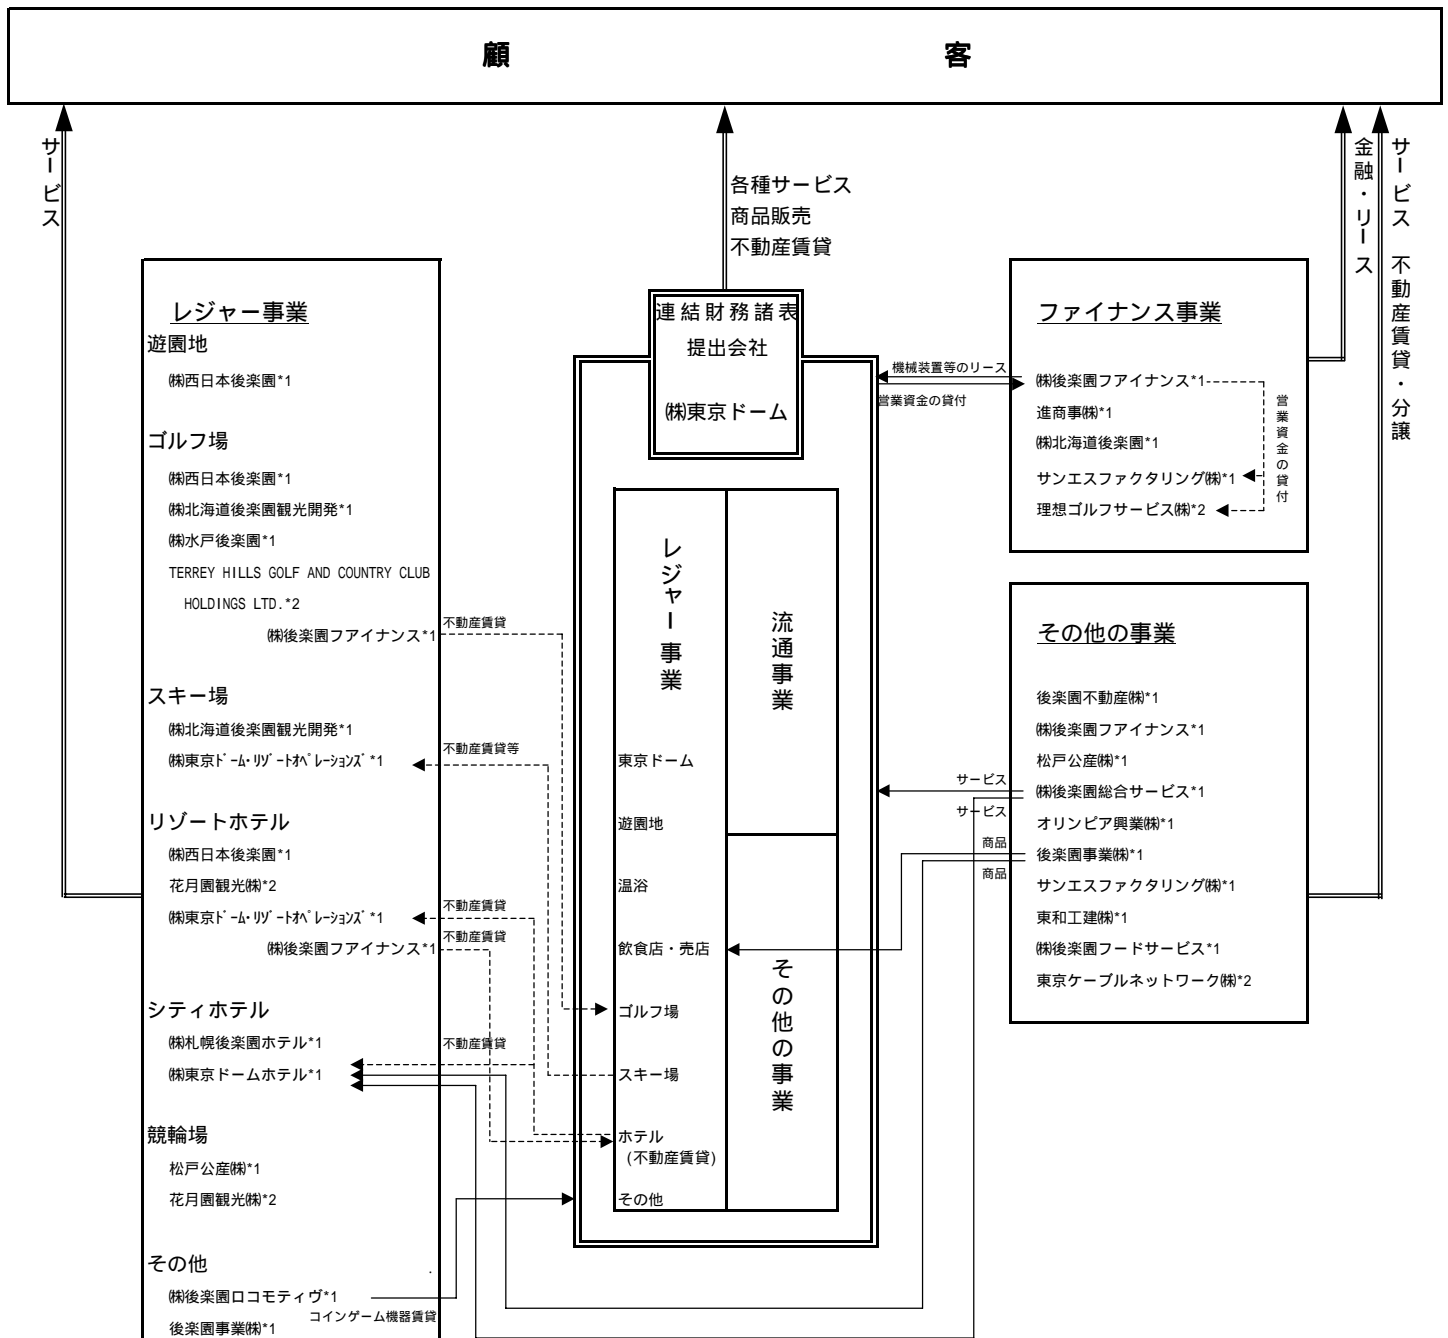 顧　客
サービス
各種サービス
商品販売
不動産賃貸
金融・リース
サービス　不動産賃貸・分譲
レジャー事業
遊園地
㈱西日本後楽園*1
ゴルフ場
㈱西日本後楽園*1
㈱北海道後楽園観光開発*1
㈱水戸後楽園*1
TERREY HILLS GOLF AND COUNTRY CLUB
HOLDINGS LTD.*2
㈱後楽園フアイナンス*1
不動産賃貸
スキー場
㈱北海道後楽園観光開発*1
㈱東京ﾄﾞｰﾑ･ﾘｿﾞｰﾄｵﾍﾟﾚｰｼｮﾝｽﾞ*1
不動産賃貸等
リゾートホテル
㈱西日本後楽園*1
花月園観光㈱*2
㈱東京ﾄﾞｰﾑ･ﾘｿﾞｰﾄｵﾍﾟﾚｰｼｮﾝｽﾞ*1
不動産賃貸
㈱後楽園フアイナンス*1
不動産賃貸
シティホテル
㈱札幌後楽園ホテル*1
不動産賃貸
㈱東京ドームホテル*1
競輪場
松戸公産㈱*1
花月園観光㈱*2
その他
㈱後楽園ロコモティヴ*1
コインゲーム機器賃貸
後楽園事業㈱*1
連結財務諸表
提出会社
㈱東京ドーム
レジャー事業
東京ドーム
遊園地
温浴
飲食店・売店
ゴルフ場
スキー場
ホテル
(不動産賃貸)
その他
流通事業
その他の事業
ファイナンス事業
機械装置等のリース
営業資金の貸付
㈱後楽園フアイナンス*1
進商事㈱*1
㈱北海道後楽園*1
サンエスファクタリング㈱*1
理想ゴルフサービス㈱*2
営業資金の貸付
その他の事業
後楽園不動産㈱*1
㈱後楽園フアイナンス*1
松戸公産㈱*1
サービス
㈱後楽園総合サービス*1
サービス
オリンピア興業㈱*1
商品
後楽園事業㈱*1
商品
サンエスファクタリング㈱*1
東和工建㈱*1
㈱後楽園フードサービス*1
東京ケーブルネットワーク㈱*2